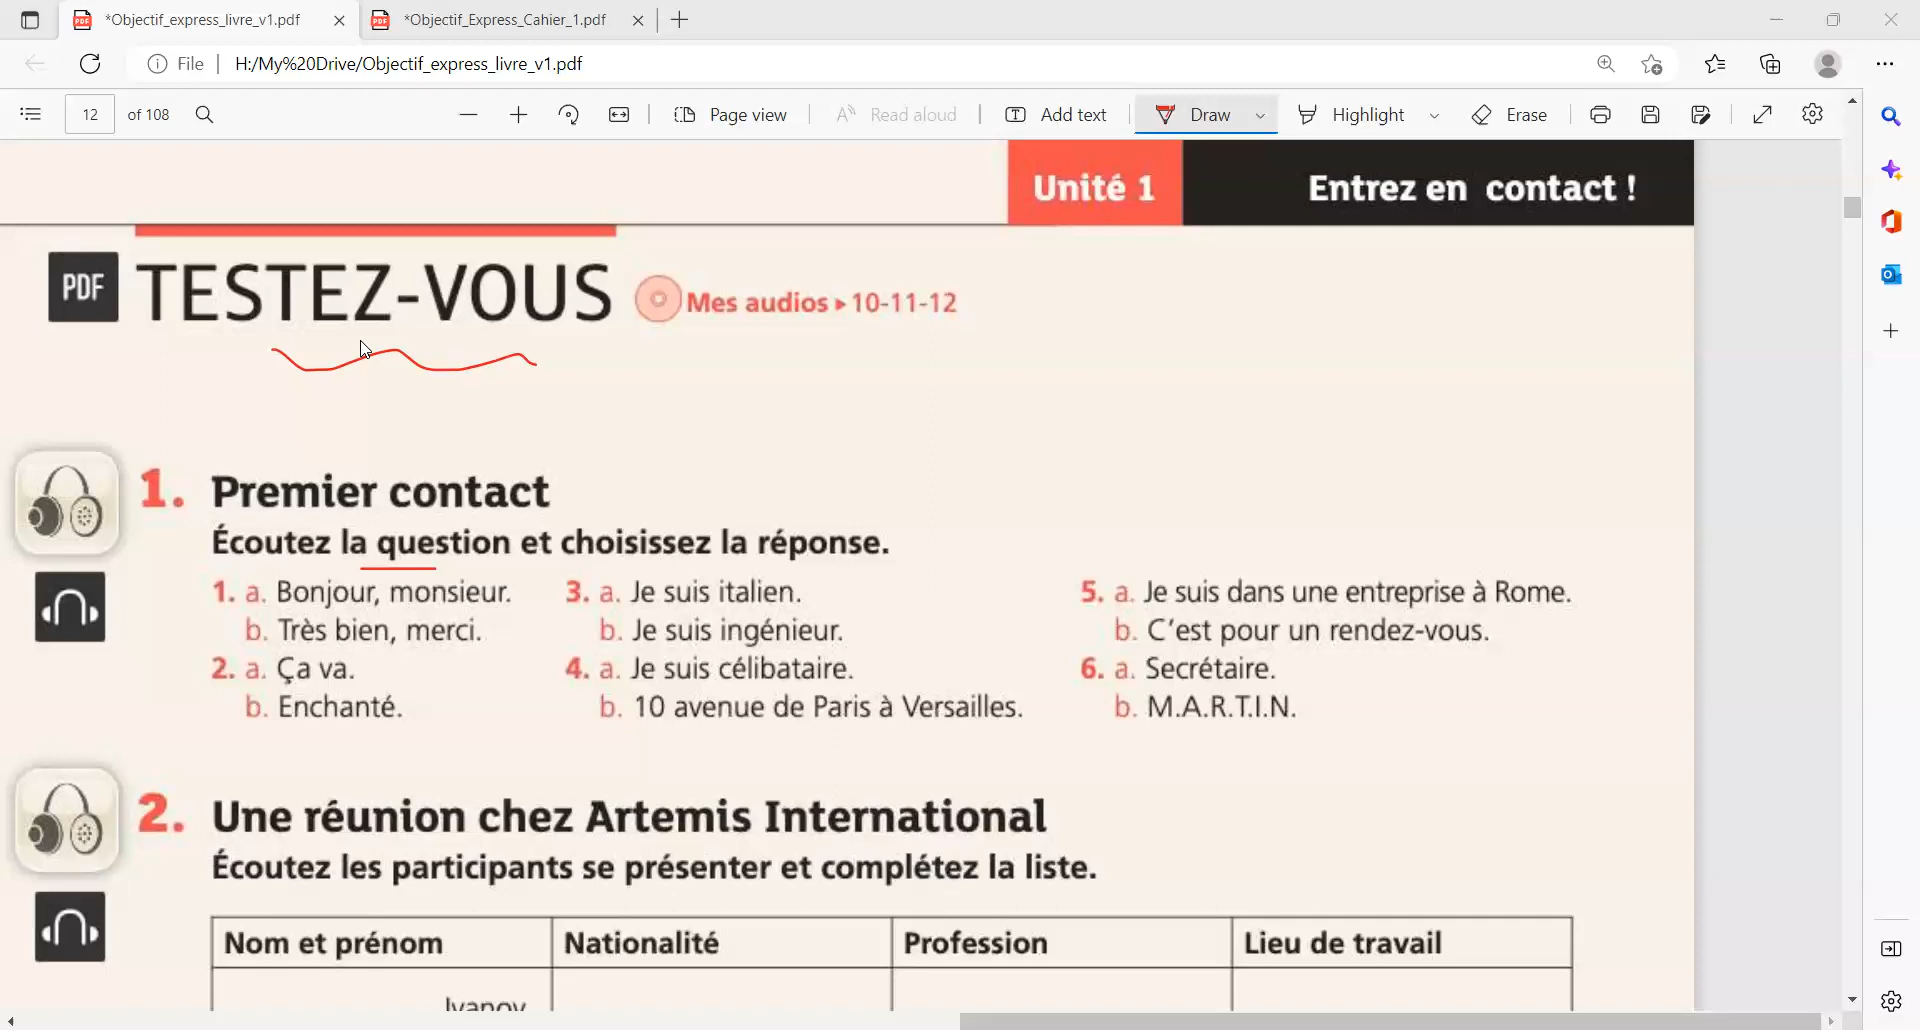 *Objectif_express_livre_v1.pdf
*Objectif_Express_Cahier_1.pdf
File
H:/My%20Drive/Objectif_express_livre_v1.pdf
12 of 108
Page view
Read aloud
Add text
Draw
Highlight
Erase
Unité 1
Entrez en contact !
PDF
TESTEZ-VOUS
Mes audios ▸ 10-11-12
1. Premier contact
Écoutez la question et choisissez la réponse.
1. a. Bonjour, monsieur.
b. Très bien, merci.
2. a. Ça va.
b. Enchanté.
3. a. Je suis italien.
b. Je suis ingénieur.
4. a. Je suis célibataire.
b. 10 avenue de Paris à Versailles.
5. a. Je suis dans une entreprise à Rome.
b. C'est pour un rendez-vous.
6. a. Secrétaire.
b. M.A.R.T.I.N.
2. Une réunion chez Artemis International
Écoutez les participants se présenter et complétez la liste.
Nom et prénom
Nationalité
Profession
Lieu de travail
Ivanov